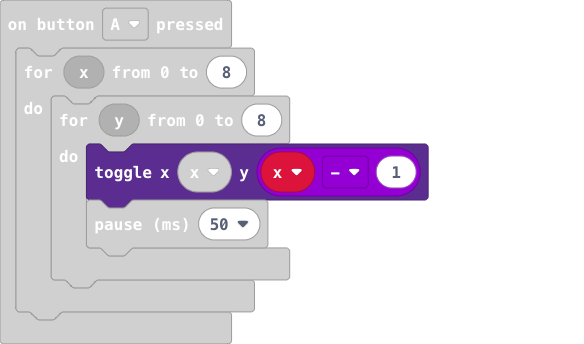 on button A pressed
for x from 0 to 8
do
for y from 0 to 8
do
toggle x x y x - 1
pause (ms) 50